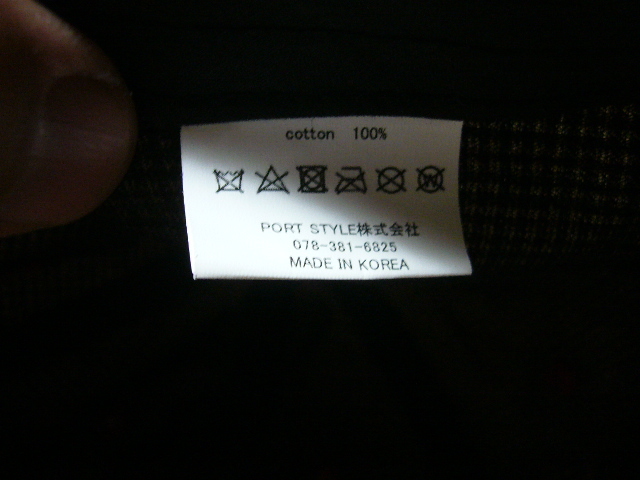 cotton 100%
PORT STYLE株式会社
078-381-6825
MADE IN KOREA